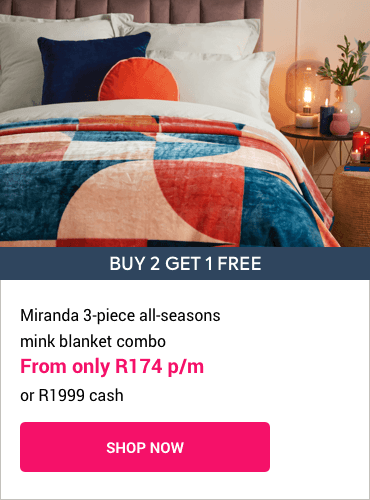 BUY 2 GET 1 FREE
Miranda 3-piece all-seasons
mink blanket combo
From only R174 p/m
or R1999 cash
SHOP NOW